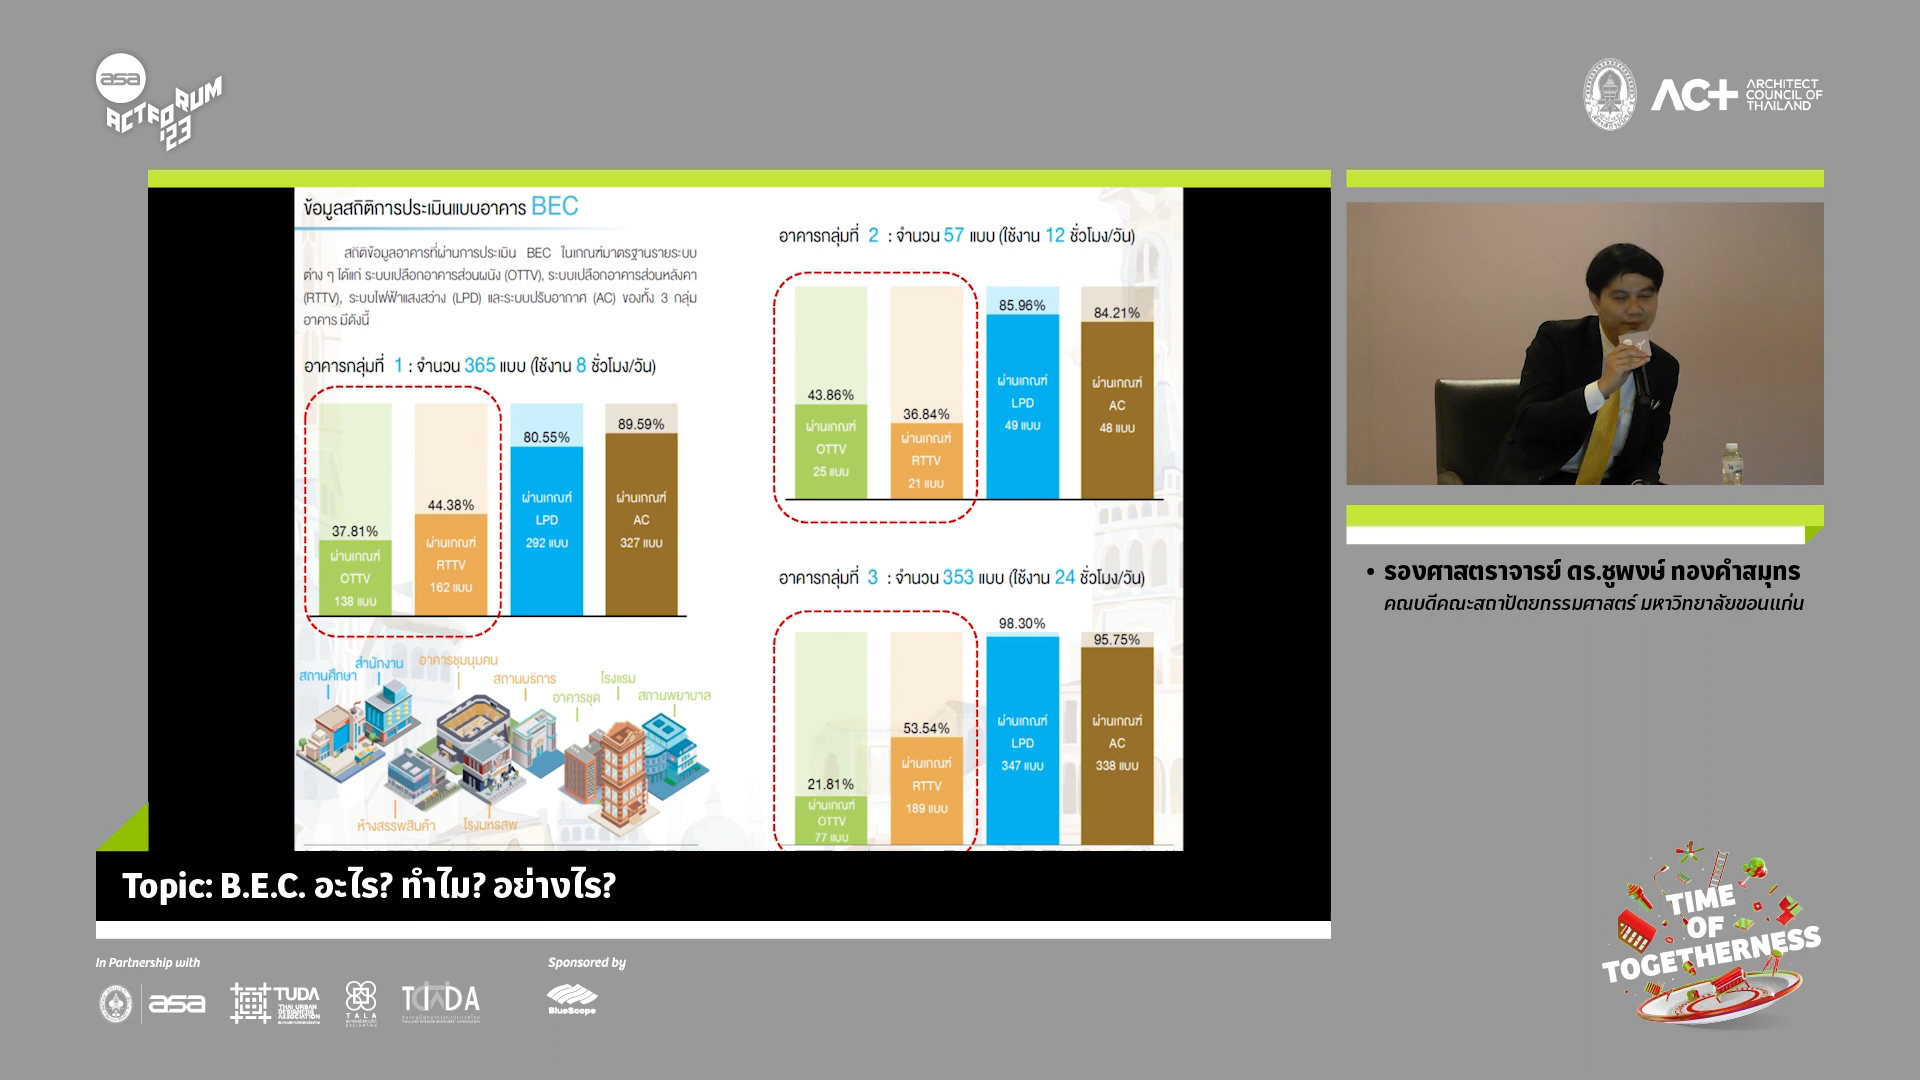 asa
ACTFORUM
'23
ACT
ARCHITECT
COUNCIL OF
THAILAND
ข้อมูลสถิติการประเมินแบบอาคาร BEC
สถิติข้อมูลอาคารที่ผ่านการประเมิน BEC ในเกณฑ์มาตรฐานรายระบบ
ต่าง ๆ ได้แก่ ระบบเปลือกอาคารส่วนผนัง (OTTV), ระบบเปลือกอาคารส่วนหลังคา
(RTTV), ระบบไฟฟ้าแสงสว่าง (LPD) และระบบปรับอากาศ (AC) ของทั้ง 3 กลุ่ม
อาคาร มีดังนี้
อาคารกลุ่มที่ 1 : จำนวน 365 แบบ (ใช้งาน 8 ชั่วโมง/วัน)
37.81%
ผ่านเกณฑ์
OTTV
138 แบบ
44.38%
ผ่านเกณฑ์
RTTV
162 แบบ
80.55%
ผ่านเกณฑ์
LPD
292 แบบ
89.59%
ผ่านเกณฑ์
AC
327 แบบ
สถานศึกษา
สำนักงาน
อาคารชุมนุมคน
สถานบริการ
อาคารชุด
โรงแรม
สถานพยาบาล
ห้างสรรพสินค้า
โรงมหรสพ
อาคารกลุ่มที่ 2 : จำนวน 57 แบบ (ใช้งาน 12 ชั่วโมง/วัน)
43.86%
ผ่านเกณฑ์
OTTV
25 แบบ
36.84%
ผ่านเกณฑ์
RTTV
21 แบบ
85.96%
ผ่านเกณฑ์
LPD
49 แบบ
84.21%
ผ่านเกณฑ์
AC
48 แบบ
อาคารกลุ่มที่ 3 : จำนวน 353 แบบ (ใช้งาน 24 ชั่วโมง/วัน)
21.81%
ผ่านเกณฑ์
OTTV
77 แบบ
53.54%
ผ่านเกณฑ์
RTTV
189 แบบ
98.30%
ผ่านเกณฑ์
LPD
347 แบบ
95.75%
ผ่านเกณฑ์
AC
338 แบบ
• รองศาสตราจารย์ ดร.ชูพงษ์ ทองคำสมุทร
คณบดีคณะสถาปัตยกรรมศาสตร์ มหาวิทยาลัยขอนแก่น
Topic: B.E.C. อะไร? ทำไม? อย่างไร?
TIME
OF
TOGETHERNESS
In Partnership with
asa
TUDA
THAI URBAN
DESIGNERS
ASSOCIATION
TALA
TIDA
Sponsored by
BlueScope